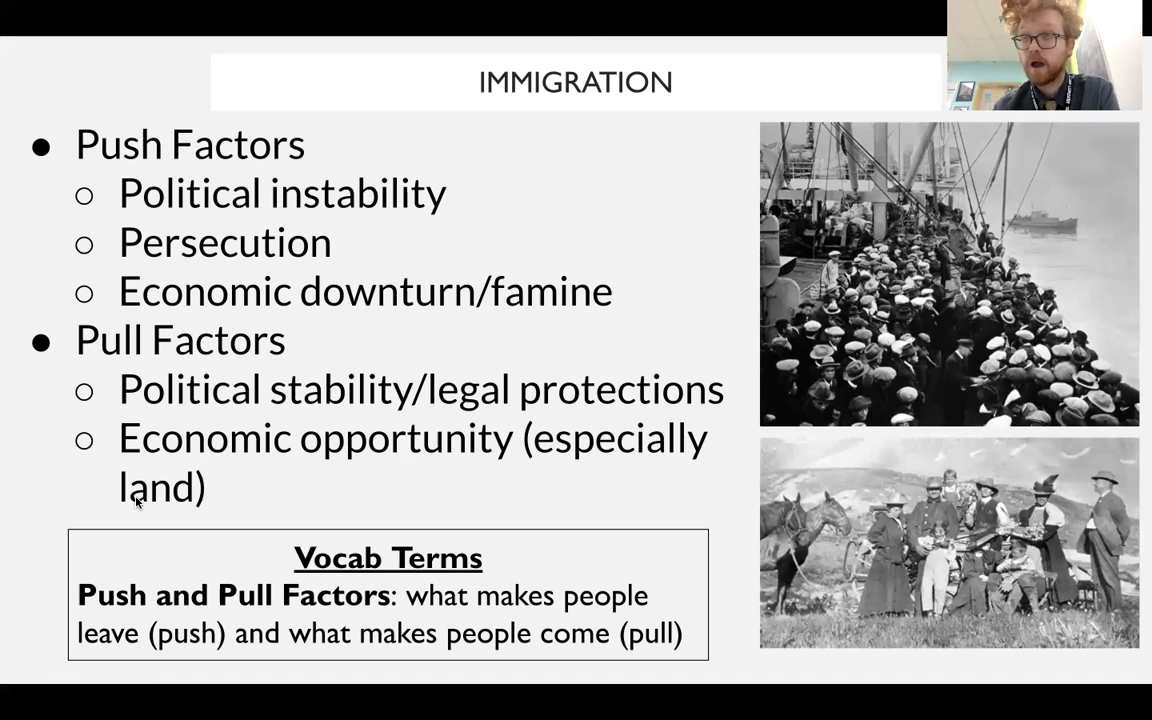 IMMIGRATION
● Push Factors
○ Political instability
○ Persecution
○ Economic downturn/famine
● Pull Factors
○ Political stability/legal protections
○ Economic opportunity (especially
land)
Vocab Terms
Push and Pull Factors: what makes people
leave (push) and what makes people come (pull)